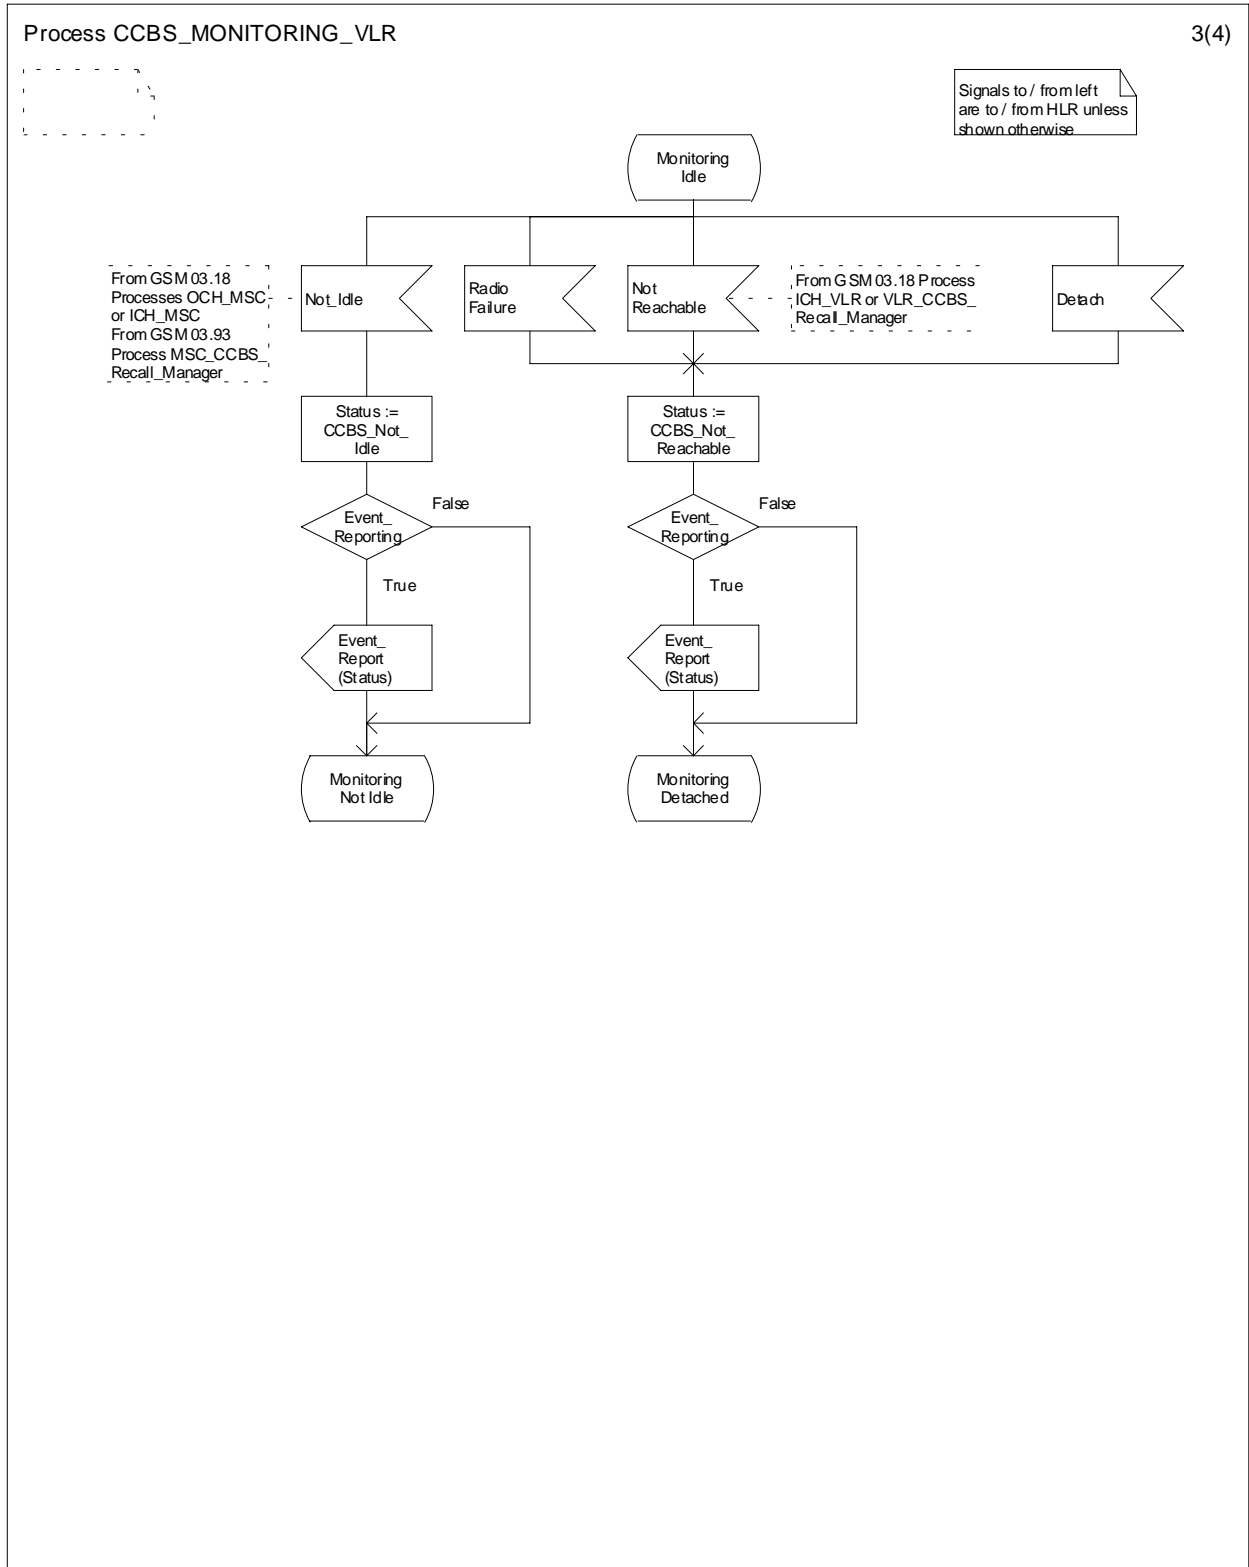 Process CCBS_MONITORING_VLR
3(4)
Signals to / from left
are to / from HLR unless
shown otherwise
Monitoring
Idle
From GSM 03.18
Processes OCH_MSC
or ICH_MSC
From GSM 03.93
Process MSC_CCBS_
Recall_Manager
Not_Idle
Radio
Failure
Not
Reachable
From GSM 03.18 Process
ICH_VLR or VLR_CCBS_
Recall_Manager
Detach
Status :=
CCBS_Not_
Idle
Status :=
CCBS_Not_
Reachable
Event_
Reporting
False
True
Event_
Reporting
False
True
Event_
Report
(Status)
Event_
Report
(Status)
Monitoring
Not Idle
Monitoring
Detached